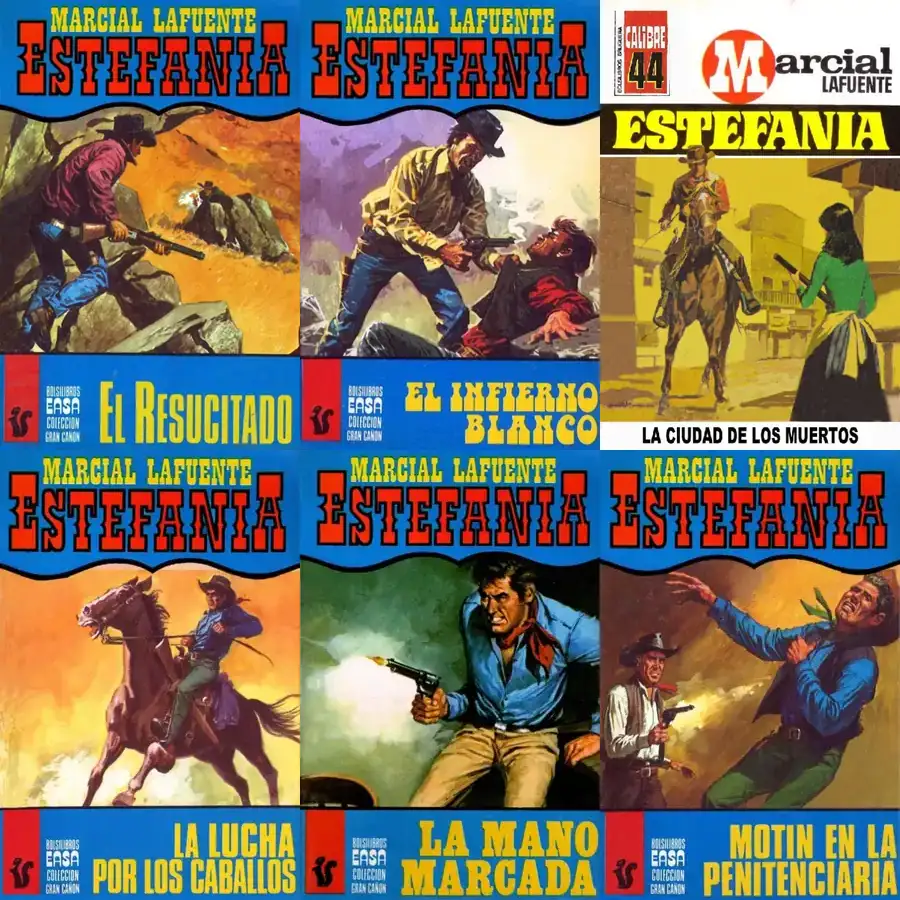 MARCIAL LAFUENTE
ESTEFANIA
BOLSILIBROS
EASA
COLECCION
GRAN CAÑON
EL RESUCITADO
MARCIAL LAFUENTE
ESTEFANIA
BOLSILIBROS
EASA
COLECCION
GRAN CAÑON
EL INFIERNO
BLANCO
BOLSILIBROS BRUGUERA
CALIBRE
44
Marcial
LAFUENTE
ESTEFANIA
LA CIUDAD DE LOS MUERTOS
MARCIAL LAFUENTE
ESTEFANIA
BOLSILIBROS
EASA
COLECCION
GRAN CAÑON
LA LUCHA
POR LOS CABALLOS
MARCIAL LAFUENTE
ESTEFANIA
BOLSILIBROS
EASA
COLECCION
GRAN CAÑON
LA MANO
MARCADA
MARCIAL LAFUENTE
ESTEFANIA
BOLSILIBROS
EASA
COLECCION
GRAN CAÑON
MOTIN EN LA
PENITENCIARIA